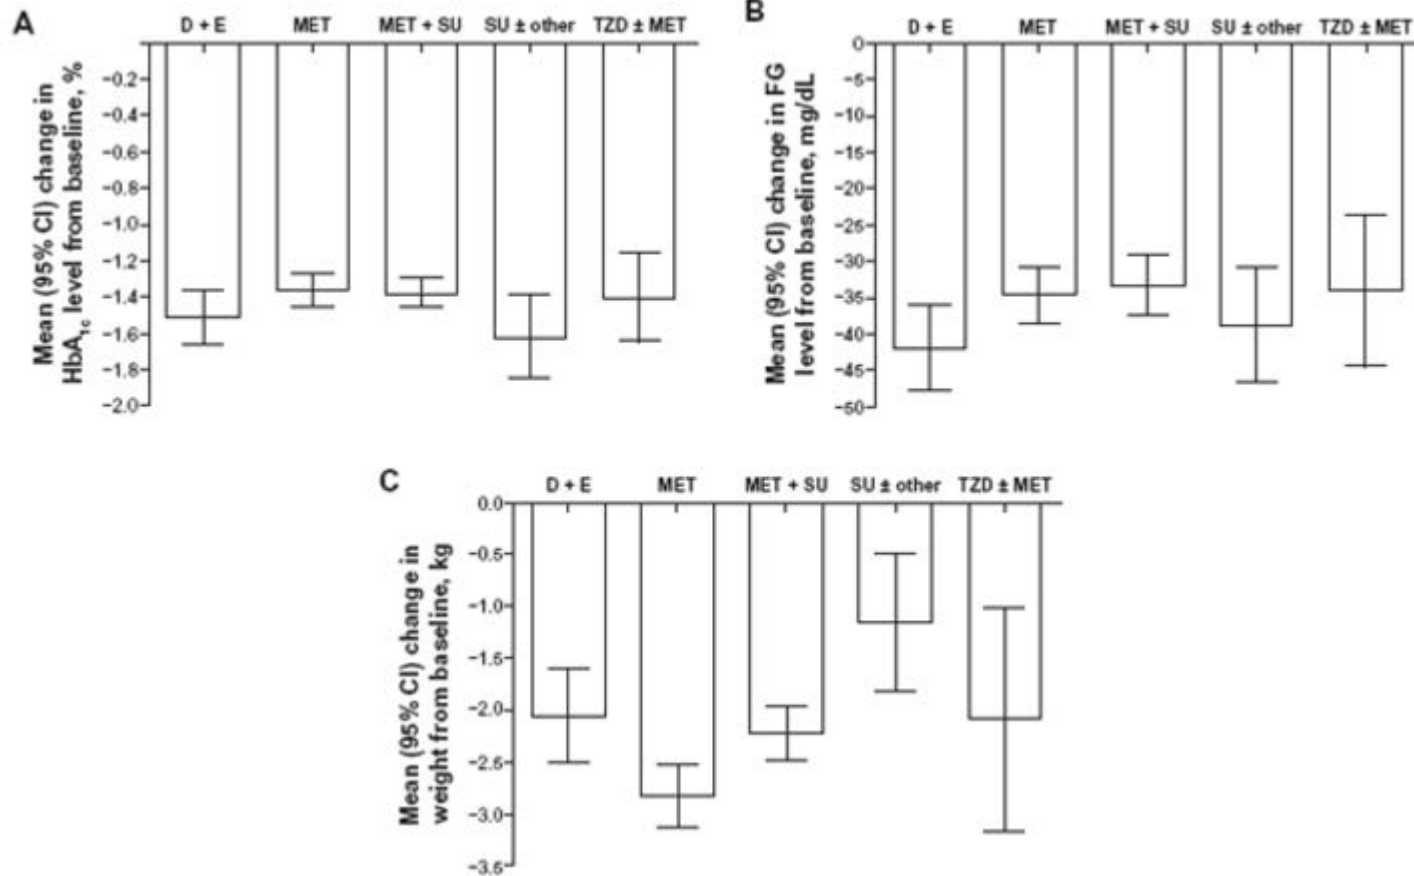 A
D + E MET MET + SU SU ± other TZD ± MET
Mean (95% CI) change in
HbA1c level from baseline, %
−0.2
−0.4
−0.6
−0.8
−1.0
−1.2
−1.4
−1.6
−1.8
−2.0
B
D + E MET MET + SU SU ± other TZD ± MET
Mean (95% CI) change in FG
level from baseline, mg/dL
0
−5
−10
−15
−20
−25
−30
−35
−40
−45
−50
C
D + E MET MET + SU SU ± other TZD ± MET
Mean (95% CI) change in
weight from baseline, kg
0.0
−0.5
−1.0
−1.5
−2.0
−2.5
−3.0
−3.5